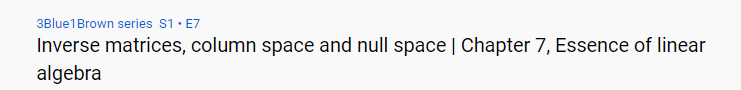 3Blue1Brown series S1 • E7
Inverse matrices, column space and null space | Chapter 7, Essence of linear
algebra